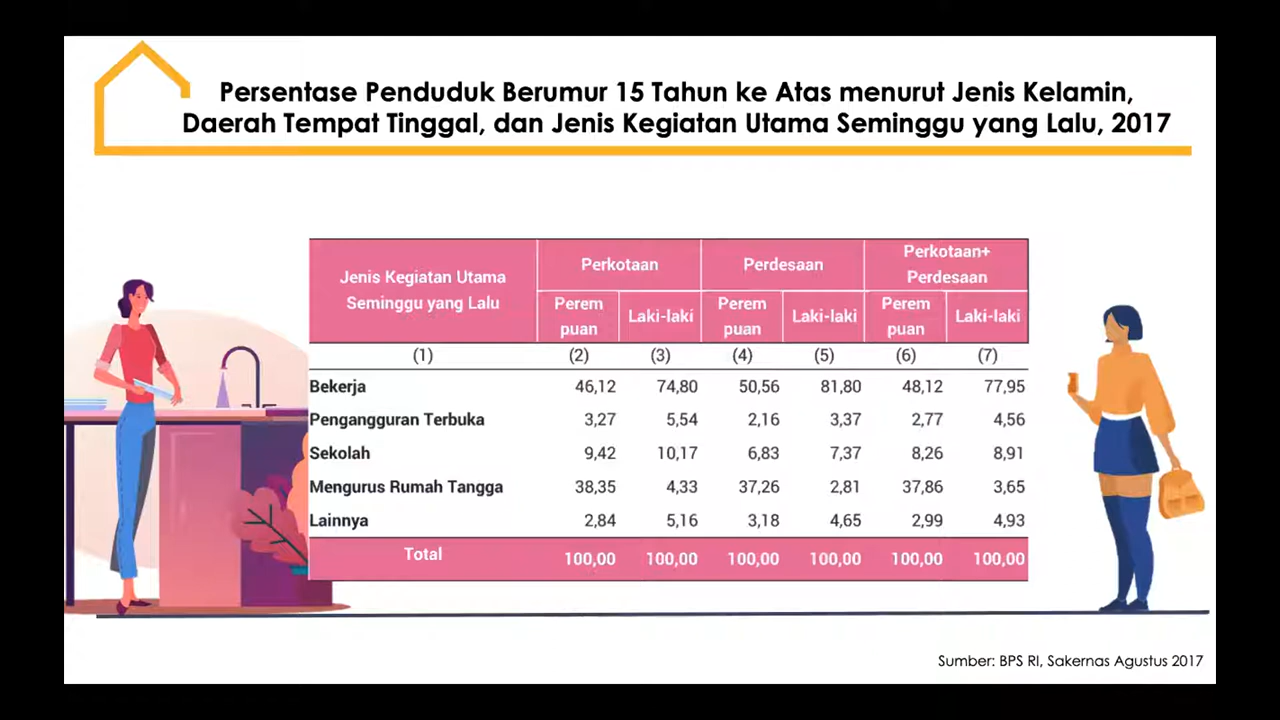 Persentase Penduduk Berumur 15 Tahun ke Atas menurut Jenis Kelamin,
Daerah Tempat Tinggal, dan Jenis Kegiatan Utama Seminggu yang Lalu, 2017
Jenis Kegiatan Utama
Seminggu yang Lalu
Perkotaan
Perdesaan
Perkotaan+
Perdesaan
Perem
puan
Laki-laki
Perem
puan
Laki-laki
Perem
puan
Laki-laki
(1) (2) (3) (4) (5) (6) (7)
Bekerja 46,12 74,80 50,56 81,80 48,12 77,95
Pengangguran Terbuka 3,27 5,54 2,16 3,37 2,77 4,56
Sekolah 9,42 10,17 6,83 7,37 8,26 8,91
Mengurus Rumah Tangga 38,35 4,33 37,26 2,81 37,86 3,65
Lainnya 2,84 5,16 3,18 4,65 2,99 4,93
Total 100,00 100,00 100,00 100,00 100,00 100,00
Sumber: BPS RI, Sakernas Agustus 2017